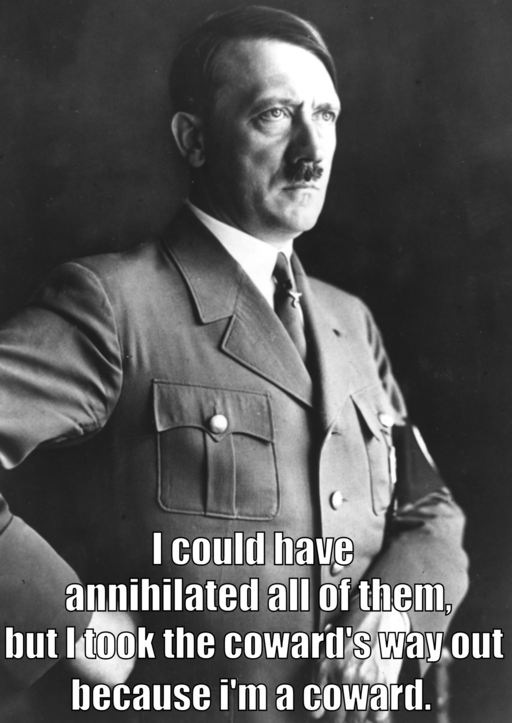 I could have
annihilated all of them,
but I took the coward's way out
because i'm a coward.